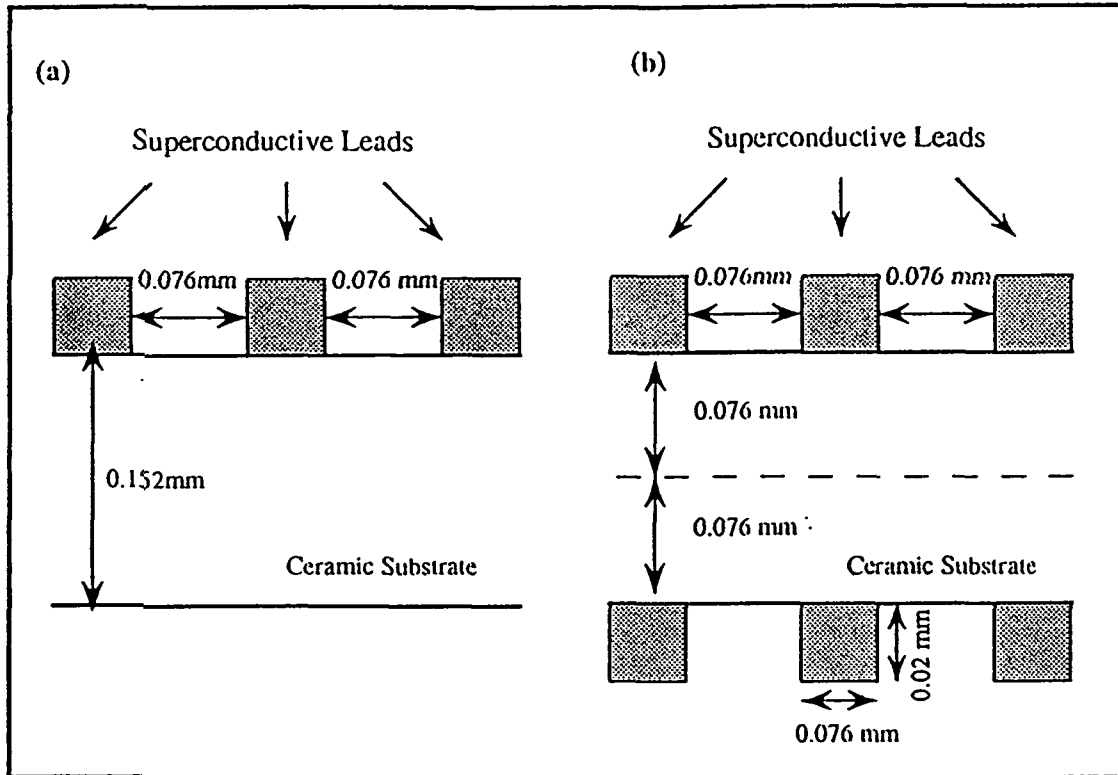 (a)
Superconductive Leads
0.076mm
0.076 mm
0.152mm
Ceramic Substrate
(b)
Superconductive Leads
0.076mm
0.076 mm
0.076 mm
0.076 mm
Ceramic Substrate
0.02 mm
0.076 mm